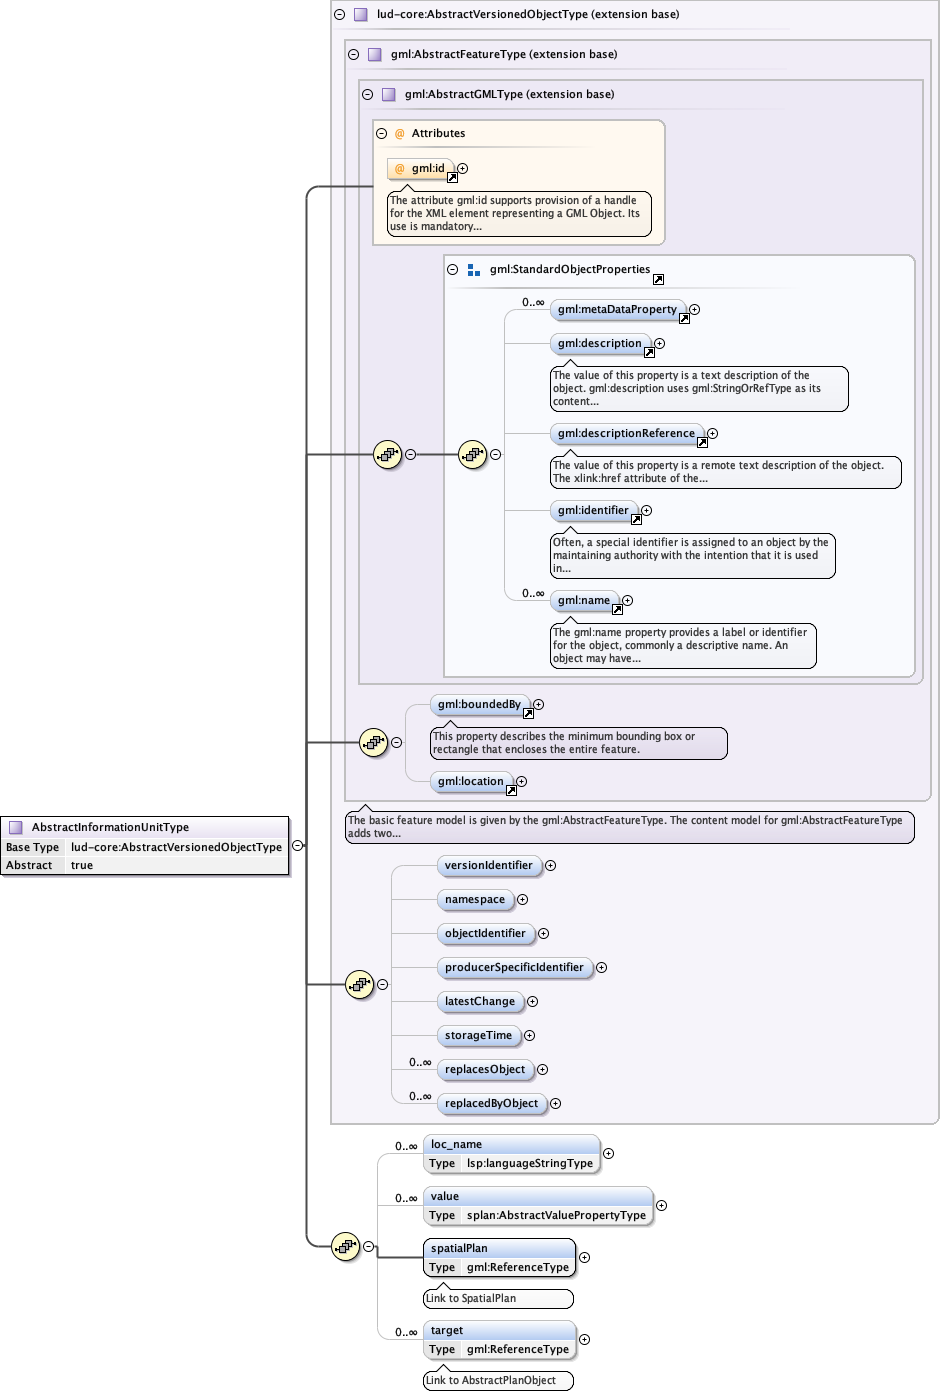 lud-core:AbstractVersionedObjectType (extension base)
gml:AbstractFeatureType (extension base)
gml:AbstractGMLType (extension base)
@ Attributes
@ gml:id
The attribute gml:id supports provision of a handle
for the XML element representing a GML Object. Its
use is mandatory...
gml:StandardObjectProperties
0..∞
gml:metaDataProperty
gml:description
The value of this property is a text description of the
object. gml:description uses gml:StringOrRefType as its
content...
gml:descriptionReference
The value of this property is a remote text description of the object.
The xlink:href attribute of the...
gml:identifier
Often, a special identifier is assigned to an object by the
maintaining authority with the intention that it is used
in...
0..∞
gml:name
The gml:name property provides a label or identifier
for the object, commonly a descriptive name. An
object may have...
gml:boundedBy
This property describes the minimum bounding box or
rectangle that encloses the entire feature.
gml:location
The basic feature model is given by the gml:AbstractFeatureType. The content model for gml:AbstractFeatureType
adds two...
AbstractInformationUnitType
Base Type lud-core:AbstractVersionedObjectType
Abstract true
versionIdentifier
namespace
objectIdentifier
producerSpecificIdentifier
latestChange
storageTime
0..∞
replacesObject
0..∞
replacedByObject
0..∞
loc_name
Type lsp:languageStringType
0..∞
value
Type splan:AbstractValuePropertyType
spatialPlan
Type gml:ReferenceType
Link to SpatialPlan
0..∞
target
Type gml:ReferenceType
Link to AbstractPlanObject